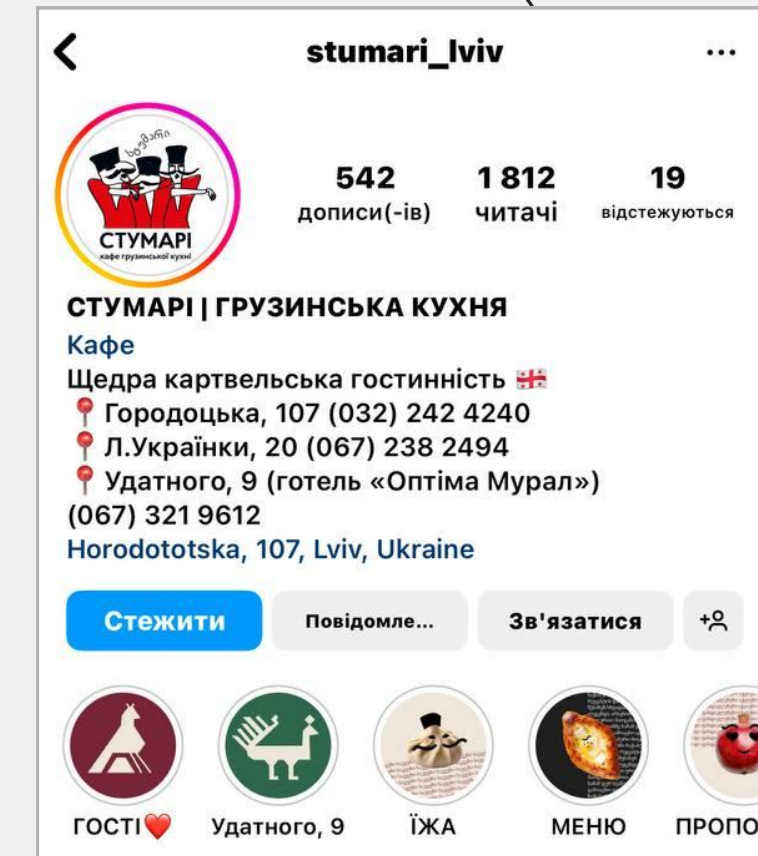 stumari_lviv
სტუმარი
СТУМАРІ
кафе грузинської кухні
542
дописи(-ів)
1 812
читачі
19
відстежуються
СТУМАРІ | ГРУЗИНСЬКА КУХНЯ
Кафе
Щедра картвельська гостинність 🇬🇪
📍 Городоцька, 107 (032) 242 4240
📍 Л.Українки, 20 (067) 238 2494
📍 Удатного, 9 (готель «Оптіма Мурал»)
(067) 321 9612
Horodototska, 107, Lviv, Ukraine
Стежити
Повідомле...
Зв'язатися
ГОСТІ❤️
Удатного, 9
ЇЖА
МЕНЮ
ПРОПО